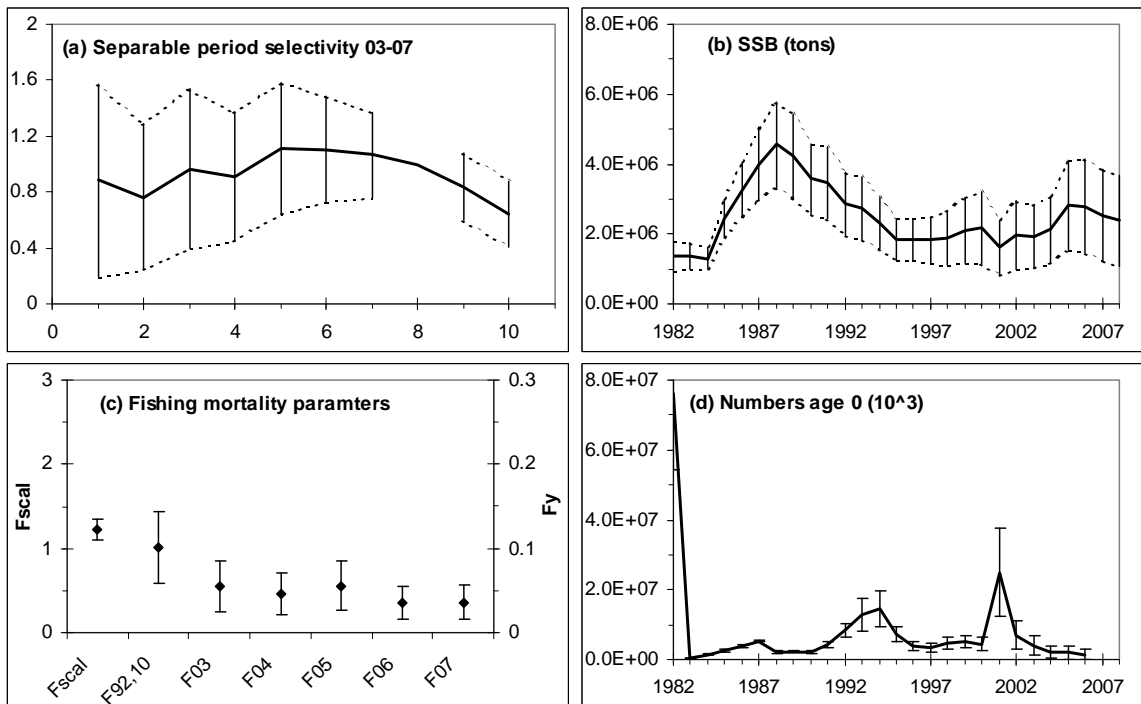 (a) Separable period selectivity 03-07
2
1.6
1.2
0.8
0.4
0
0 2 4 6 8 10
(b) SSB (tons)
8.0E+06
6.0E+06
4.0E+06
2.0E+06
0.0E+00
1982 1987 1992 1997 2002 2007
(c) Fishing mortality paramters
3
2
1
0
Fscal
0.3
0.2
0.1
0
Fy
Fscal F92,10 F03 F04 F05 F06 F07
(d) Numbers age 0 (10^3)
8.0E+07
6.0E+07
4.0E+07
2.0E+07
0.0E+00
1982 1987 1992 1997 2002 2007